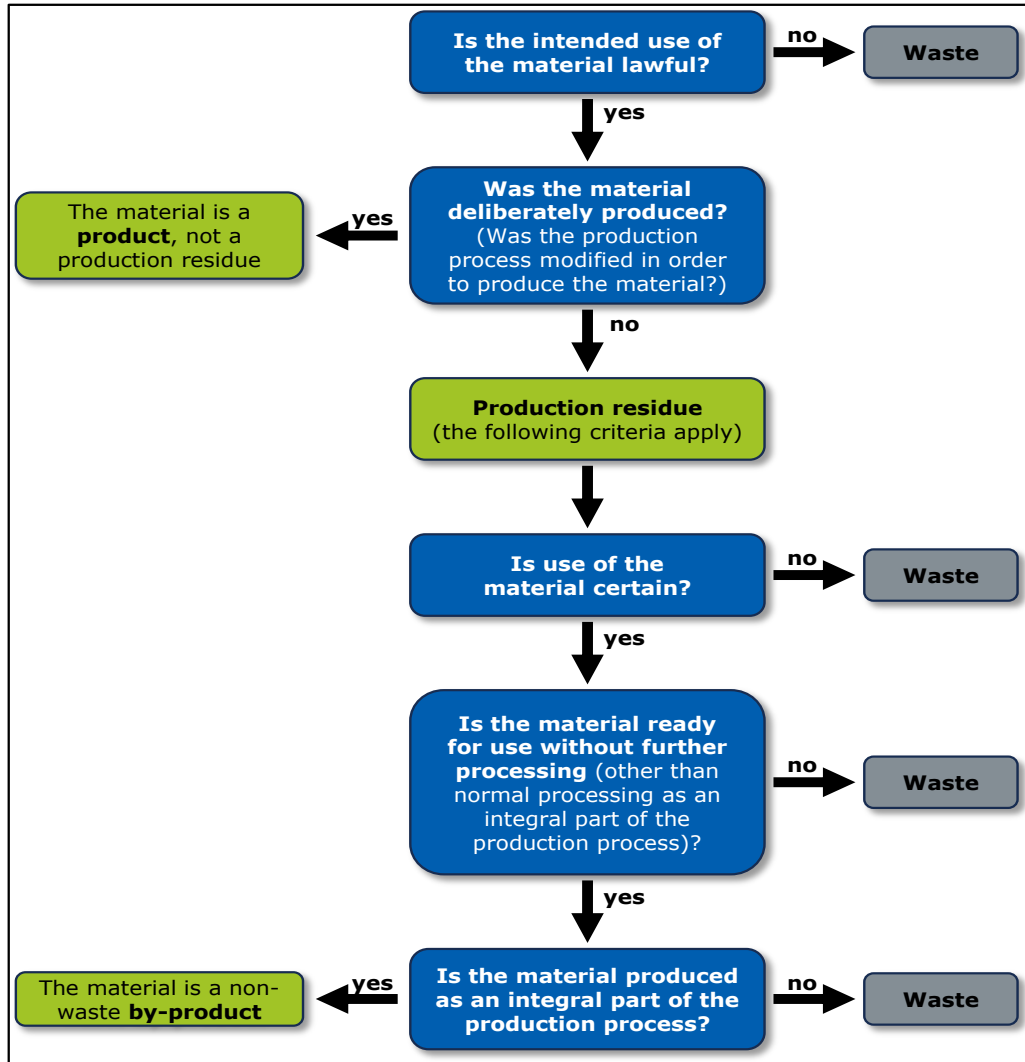 Is the intended use of
the material lawful?
no
Waste
yes
Was the material
deliberately produced?
(Was the production
process modified in order
to produce the material?)
yes
The material is a
product, not a
production residue
no
Production residue
(the following criteria apply)
Is use of the
material certain?
no
Waste
yes
Is the material ready
for use without further
processing (other than
normal processing as an
integral part of the
production process)?
no
Waste
yes
Is the material produced
as an integral part of the
production process?
yes
The material is a non-
waste by-product
no
Waste